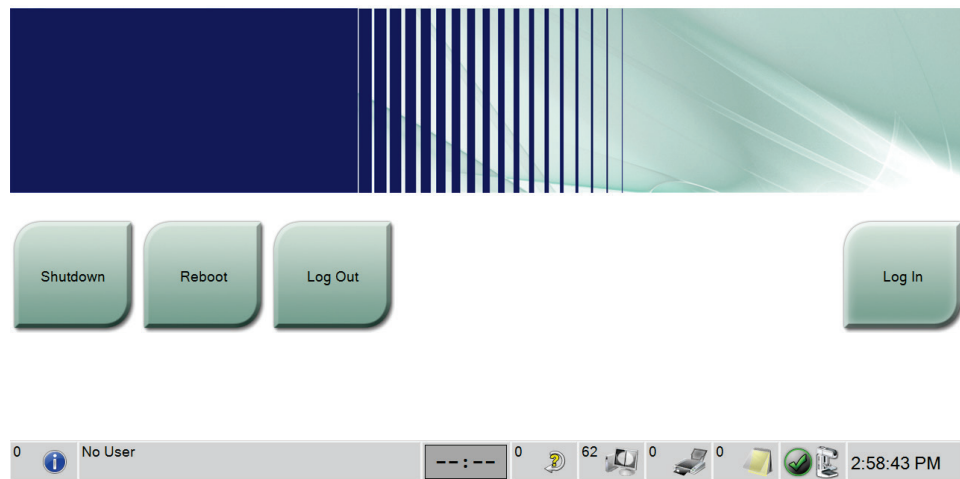 Shutdown
Reboot
Log Out
Log In
0
No User
--:--
0
62
0
0
2:58:43 PM